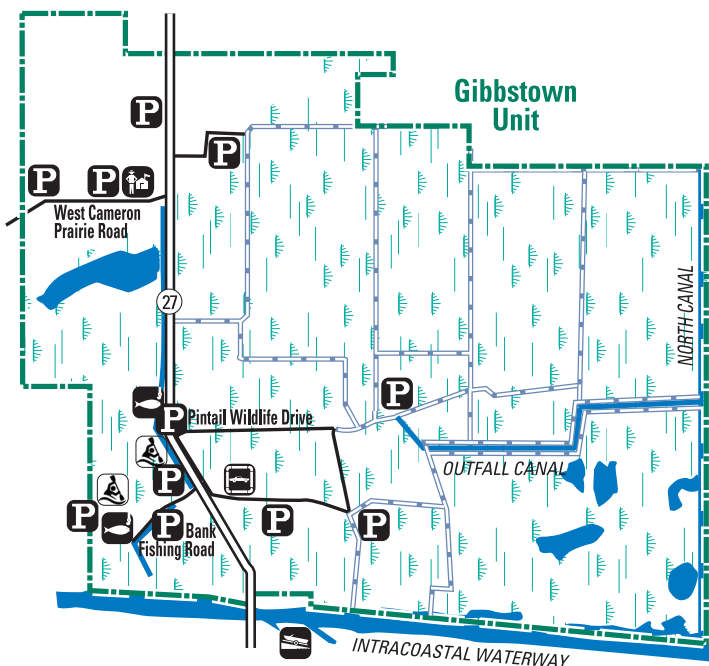 Gibbstown
Unit
P
P
P
P
West Cameron
Prairie Road
27
NORTH CANAL
P
P
Pintail Wildlife Drive
OUTFALL CANAL
P
P
P
P
P
Bank
Fishing Road
INTRACOASTAL WATERWAY